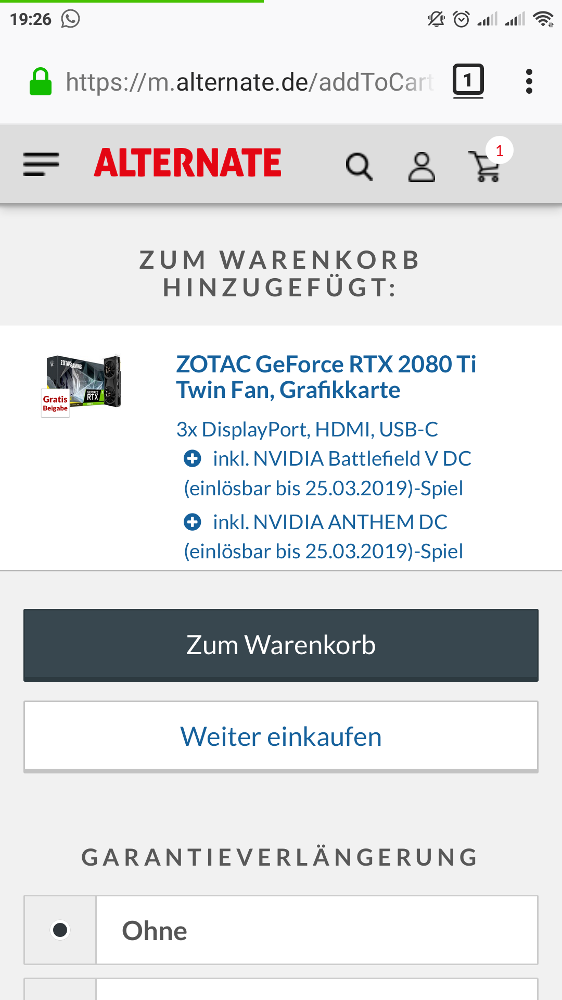 19:26
https://m.alternate.de/addToCart
1
ALTERNATE
1
ZUM WARENKORB
HINZUGEFÜGT:
ZOTAC GAMING
GEFORCE
RTX
Gratis
Beigabe
ZOTAC GeForce RTX 2080 Ti
Twin Fan, Grafikkarte
3x DisplayPort, HDMI, USB-C
inkl. NVIDIA Battlefield V DC
(einlösbar bis 25.03.2019)-Spiel
inkl. NVIDIA ANTHEM DC
(einlösbar bis 25.03.2019)-Spiel
Zum Warenkorb
Weiter einkaufen
GARANTIEVERLÄNGERUNG
Ohne